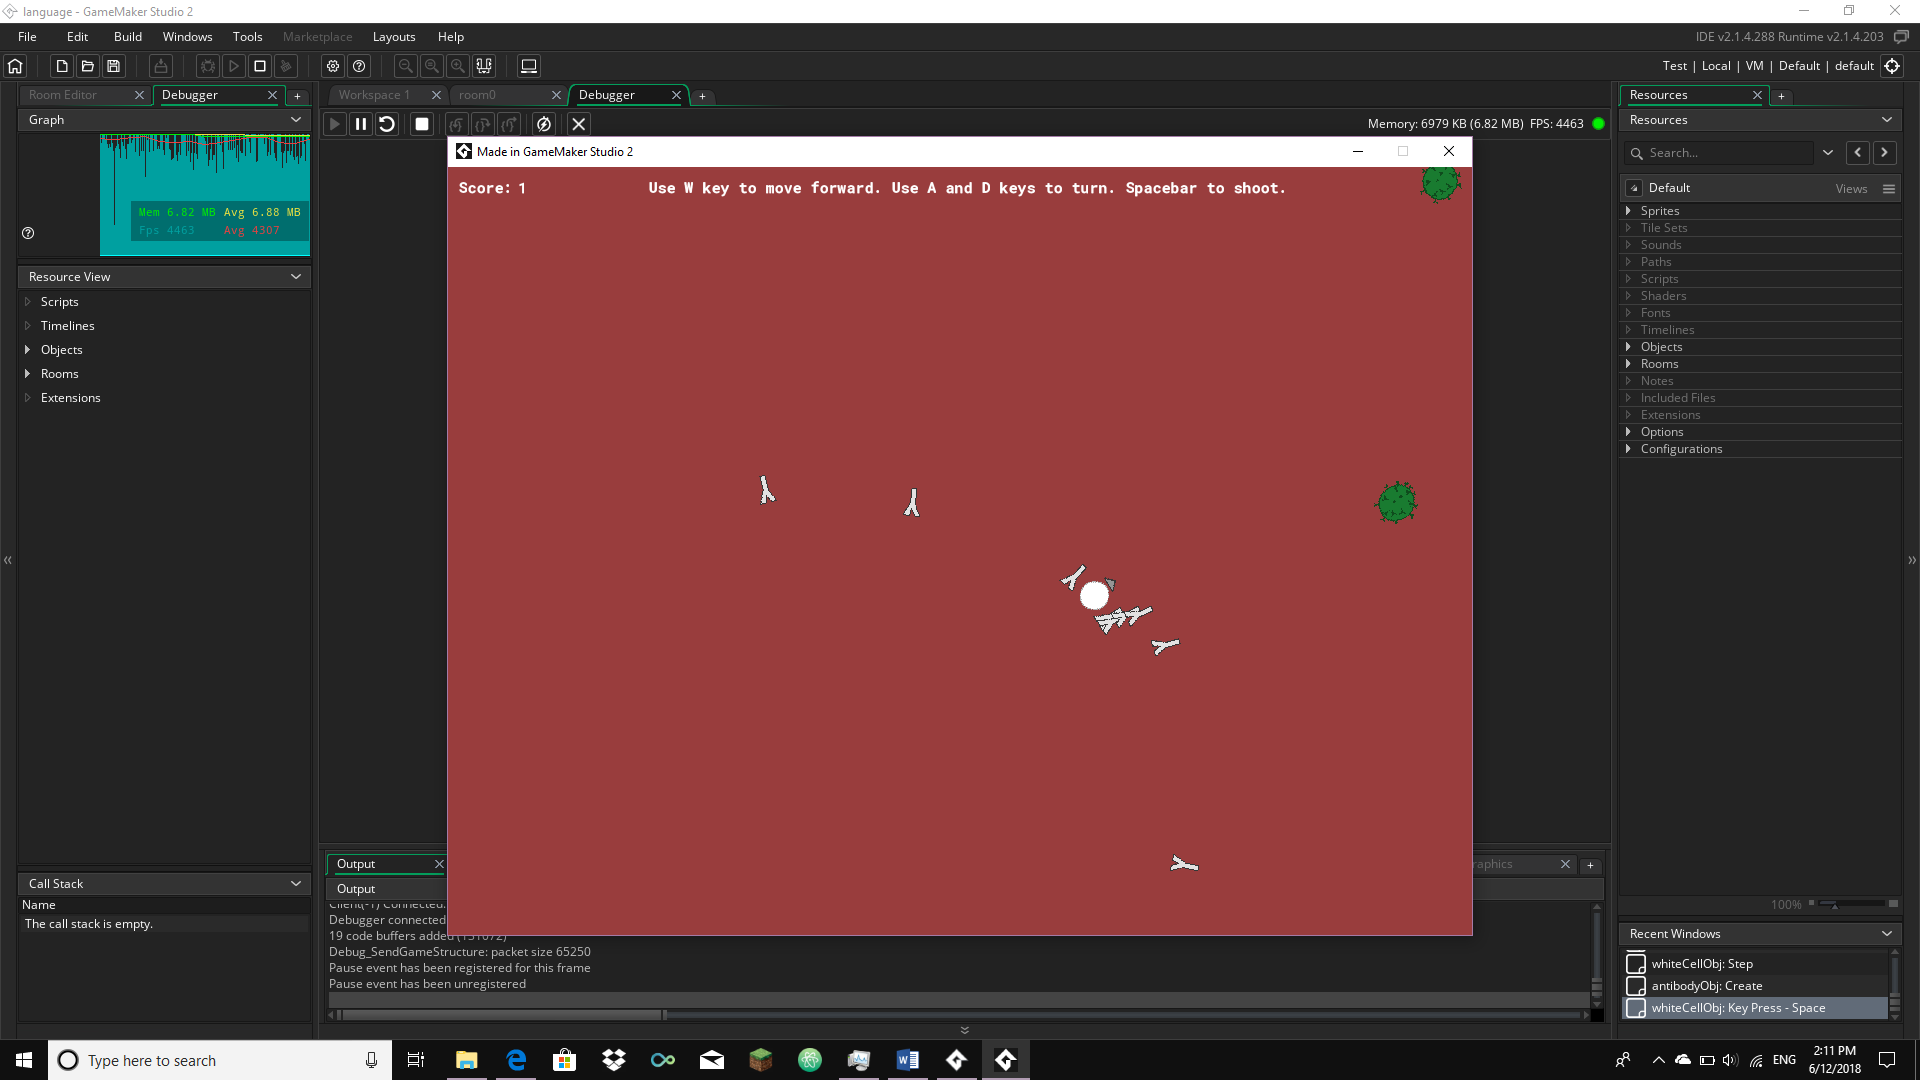 language - GameMaker Studio 2
File Edit Build Windows Tools Marketplace Layouts Help
IDE v2.1.4.288 Runtime v2.1.4.203
Test | Local | VM | Default | default
Room Editor Debugger
Workspace 1 room0 Debugger
Resources
Graph
Memory: 6979 KB (6.82 MB) FPS: 4463
Resources
Mem 6.82 MB Avg 6.88 MB
Fps 4463 Avg 4307
Made in GameMaker Studio 2
Score: 1
Use W key to move forward. Use A and D keys to turn. Spacebar to shoot.
Search...
Default Views
Sprites
Tile Sets
Sounds
Paths
Scripts
Shaders
Fonts
Timelines
Objects
Rooms
Notes
Included Files
Extensions
Options
Configurations
Resource View
Scripts
Timelines
Objects
Rooms
Extensions
Call Stack
Name
The call stack is empty.
Output
raphics
Output
Client(-1) Connected.
Debugger connected
19 code buffers added (131072)
Debug_SendGameStructure: packet size 65250
Pause event has been registered for this frame
Pause event has been unregistered
100%
Recent Windows
whiteCellObj: Step
antibodyObj: Create
whiteCellObj: Key Press - Space
Type here to search
ENG
2:11 PM
6/12/2018